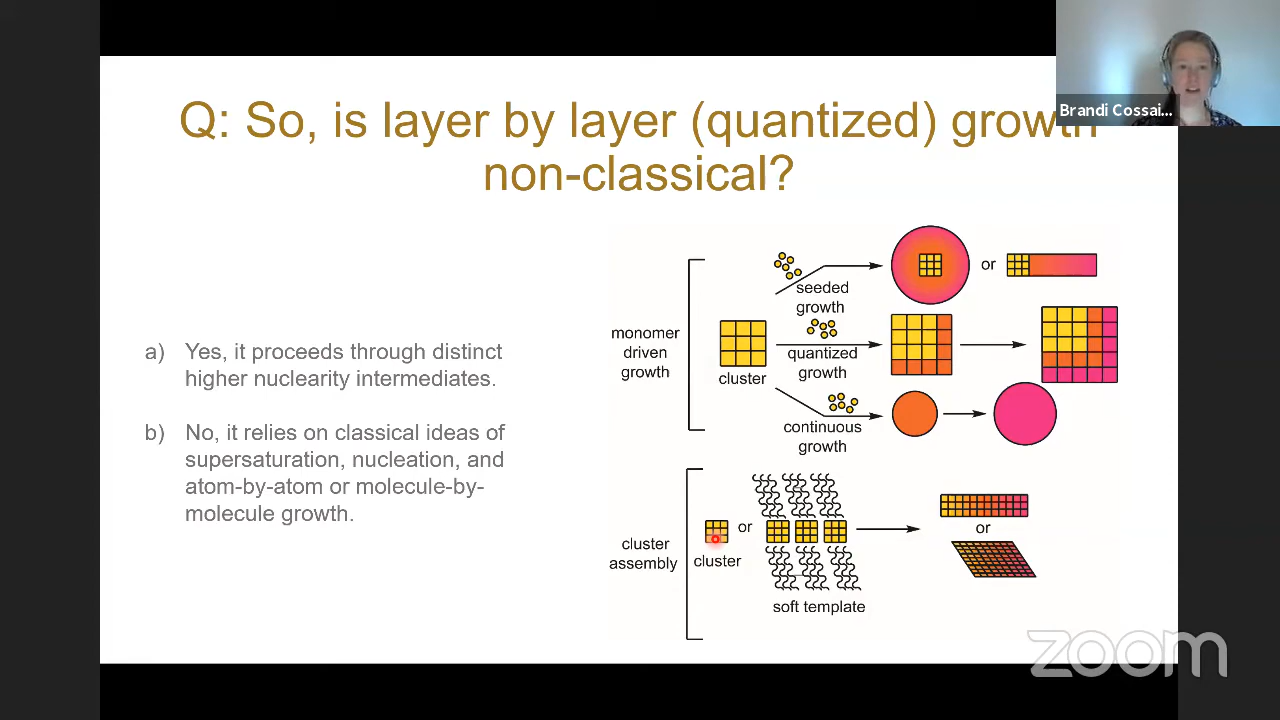 Q: So, is layer by layer (quantized) growth
non-classical?
Brandi Cossai...
a) Yes, it proceeds through distinct
higher nuclearity intermediates.
b) No, it relies on classical ideas of
supersaturation, nucleation, and
atom-by-atom or molecule-by-
molecule growth.
monomer
driven
growth
cluster
seeded
growth
or
quantized
growth
continuous
growth
cluster
assembly
or
cluster
soft template
or
zoom